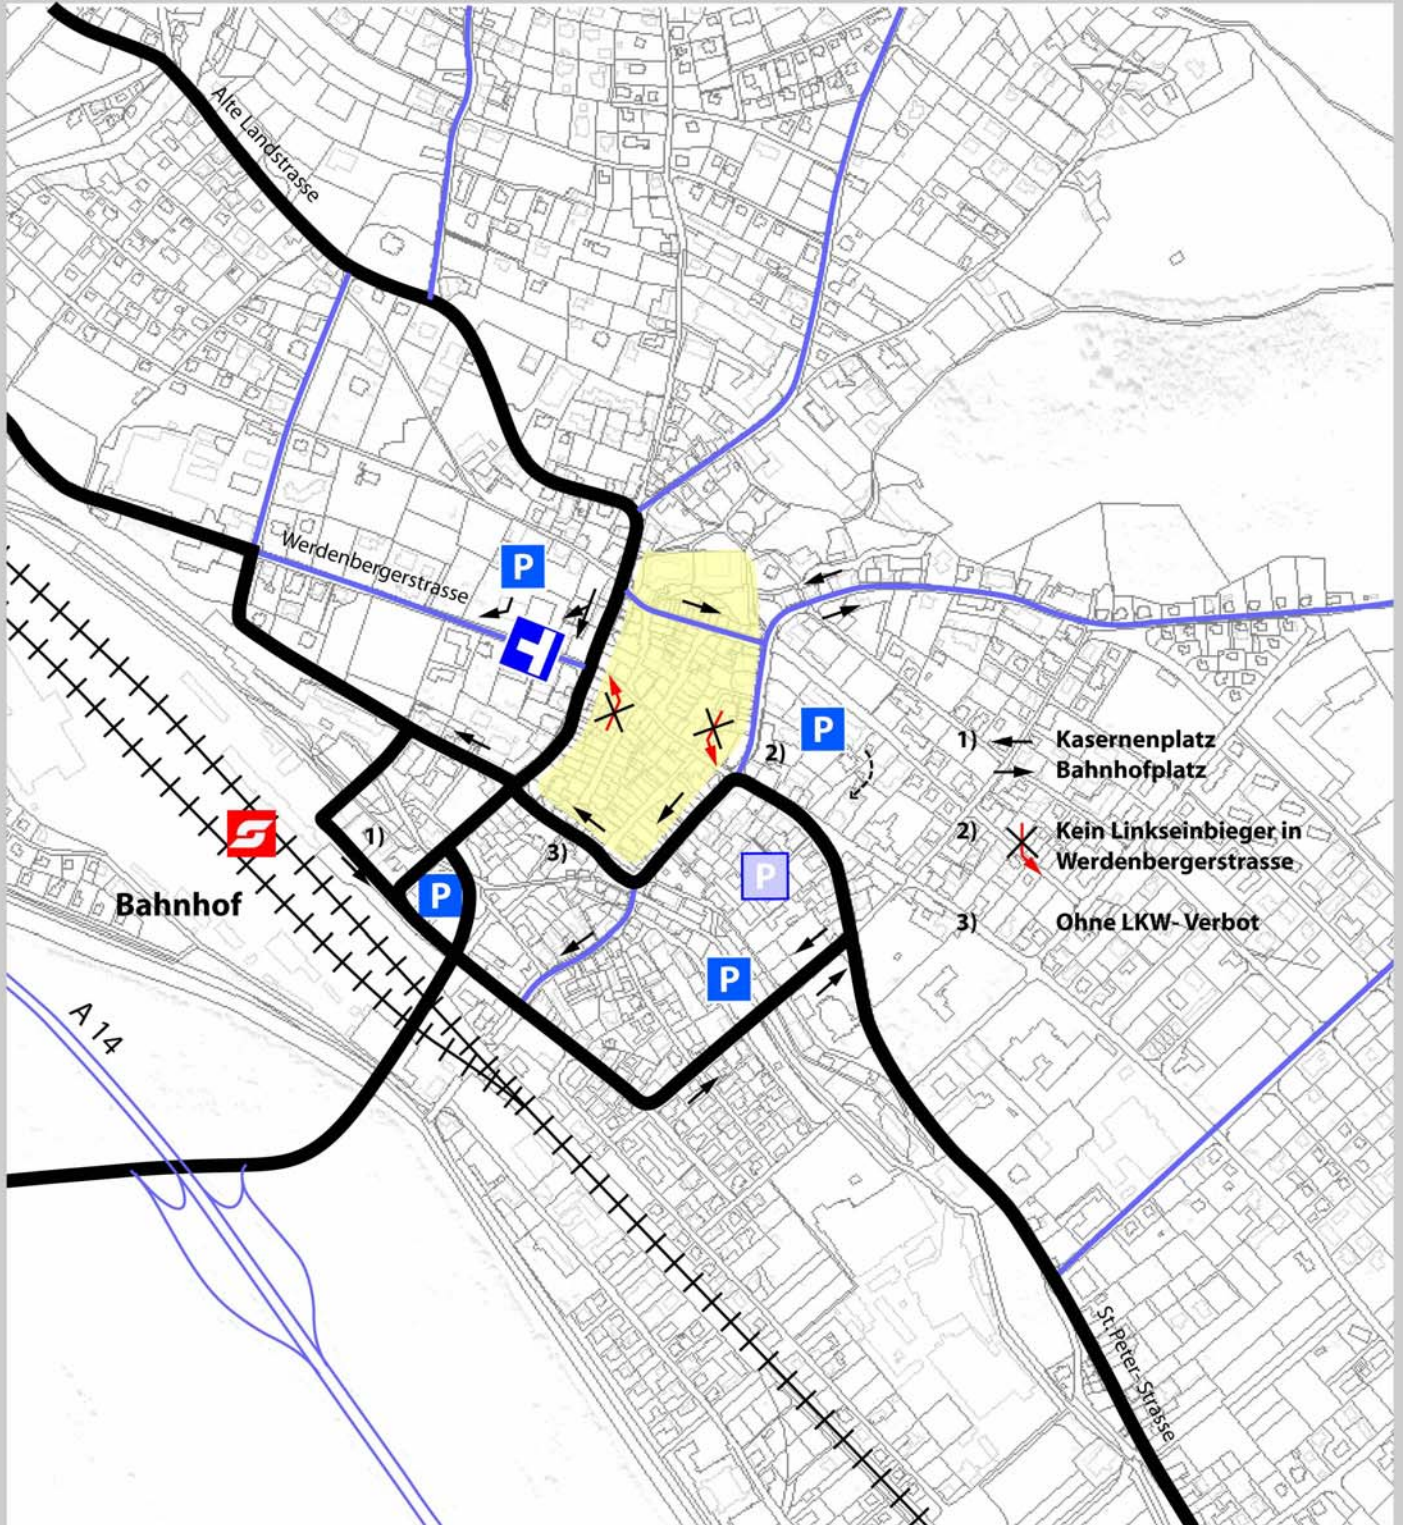 Alte Landstrasse
Werdenbergerstrasse
P
P
2)
1) Kasernenplatz
Bahnhofplatz
1)
2) Kein Linkseinbieger in
Werdenbergerstrasse
3)
P
P
Bahnhof
3) Ohne LKW- Verbot
P
A 14
St.Peter- Strasse